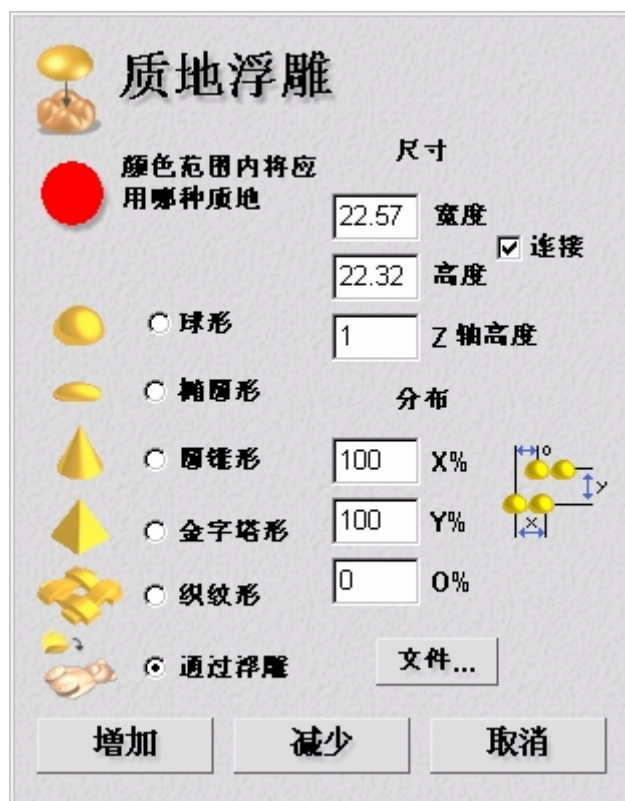 质地浮雕
颜色范围内将应
用哪种质地
尺寸
22.57 宽度
连接
22.32 高度
1 Z 轴高度
球形
椭圆形
圆锥形
金字塔形
织纹形
通过浮雕
分布
100 X%
100 Y%
0 O%
o
y
x
文件...
增加 减少 取消